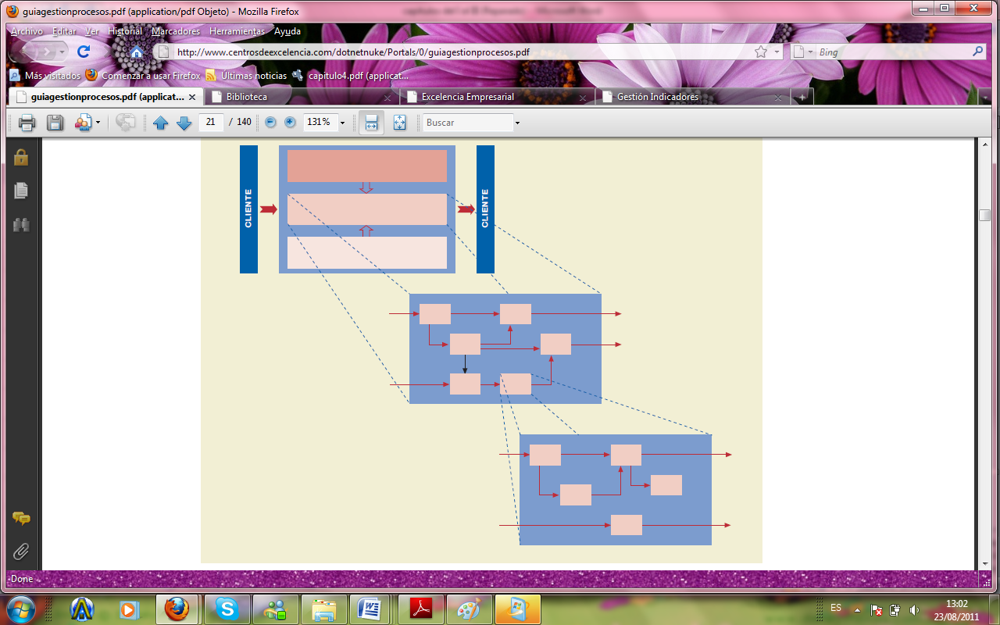 guiagestionprocesos.pdf (application/pdf Objeto) - Mozilla Firefox
Archivo Editar Ver Historial Marcadores Herramientas Ayuda
http://www.centrosdeexcelencia.com/dotnetnuke/Portals/0/guiagestionprocesos.pdf
Bing
Más visitados Comenzar a usar Firefox Últimas noticias capitulo4.pdf (applicat...
guiagestionprocesos.pdf (applicat... Biblioteca Excelencia Empresarial Gestión Indicadores
21 / 140 131% Buscar
CLIENTE
CLIENTE
Done
ES 13:02
23/08/2011